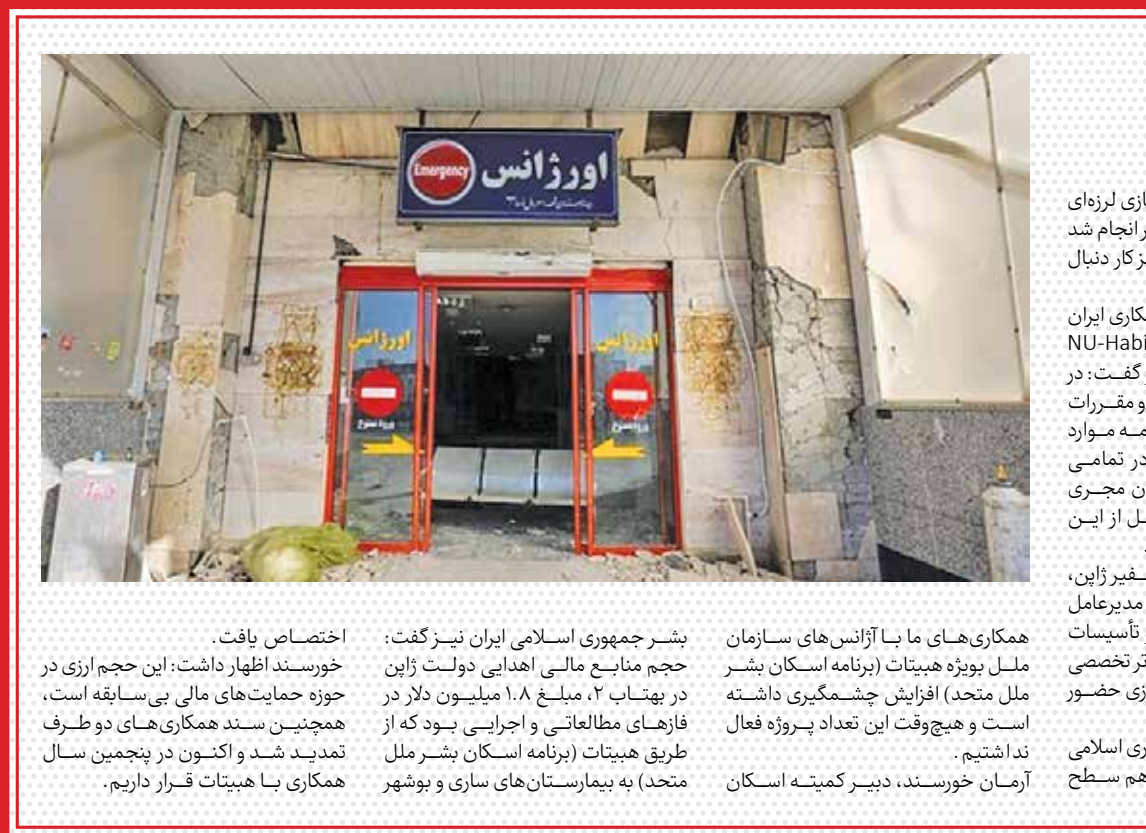 اورژانس
Emergency
اورژانس
اورژانس
ورود ممنوع
ورود ممنوع
ازی لرزه‌ای
ر انجام شد
ز کار دنبال
کاری ایران
NU-Habi
گفت: در
و مقررات
مه موارد
در تمامی
ن مجری
ل از این
فیر ژاپن،
مدیرعامل
تأسیسات
تر تخصصی
زی حضور
ری اسلامی
هم سطح
همکاری‌های ما با آژانس‌های سازمان
ملل بویژه هبیتات (برنامه اسکان بشر
ملل متحد) افزایش چشمگیری داشته
است و هیچ‌وقت این تعداد پروژه فعال
نداشتیم.
آرمان خورسند، دبیر کمیته اسکان
بشر جمهوری اسلامی ایران نیز گفت:
حجم منابع مالی اهدایی دولت ژاپن
در بهتاب ۲، مبلغ ۱.۸ میلیون دلار در
فازهای مطالعاتی و اجرایی بود که از
طریق هبیتات (برنامه اسکان بشر ملل
متحد) به بیمارستان‌های ساری و بوشهر
اختصاص یافت.
خورسند اظهار داشت: این حجم ارزی در
حوزه حمایت‌های مالی بی‌سابقه است،
همچنین سند همکاری‌های دو طرف
تمدید شد و اکنون در پنجمین سال
همکاری با هبیتات قرار داریم.